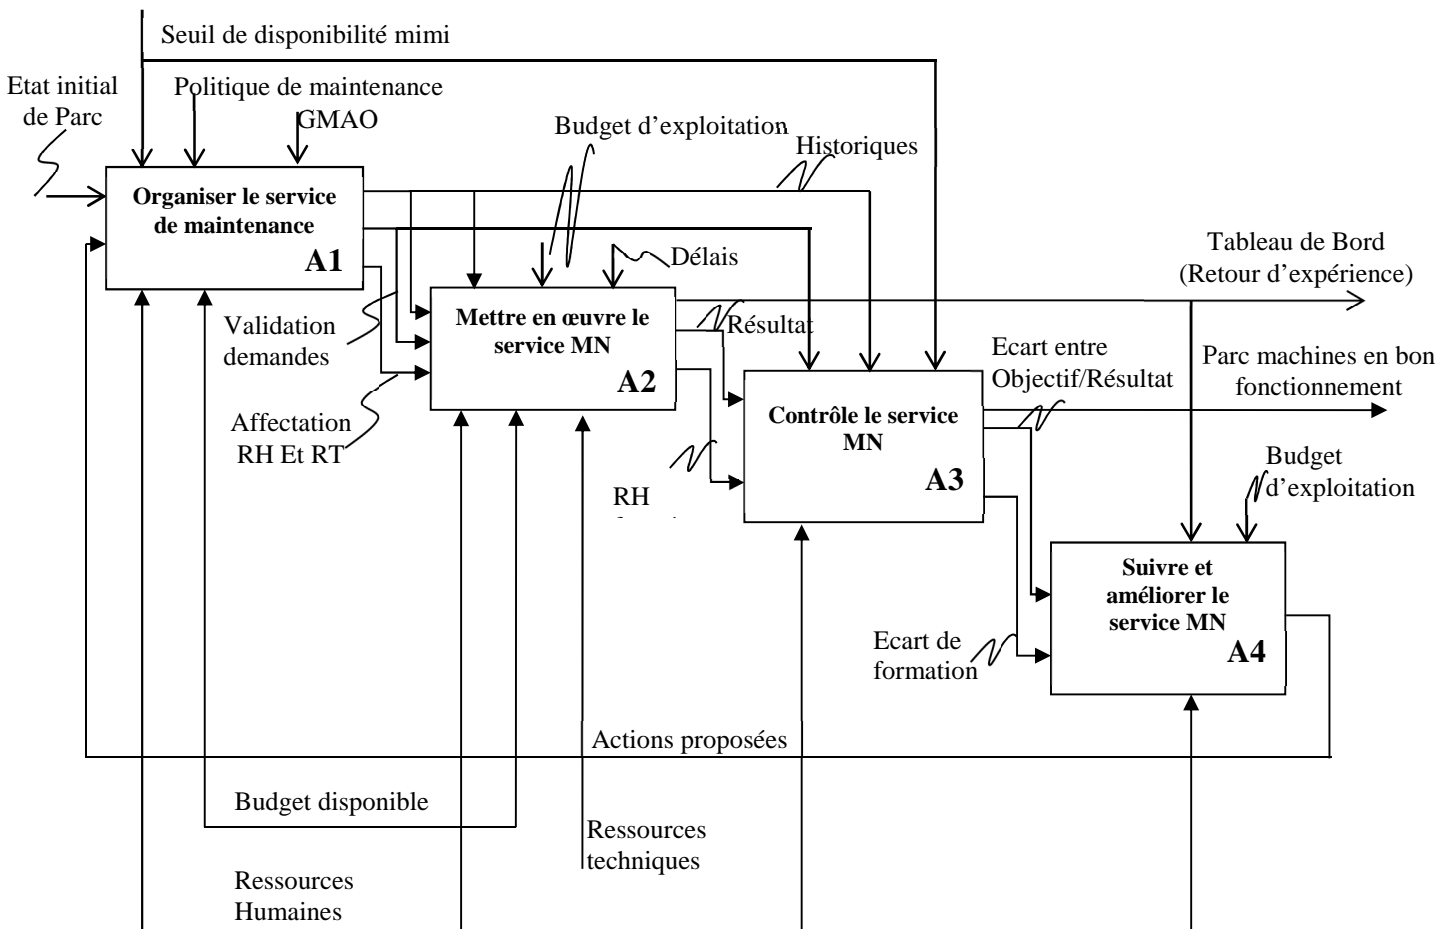 Seuil de disponibilité mimi
Etat initial
de Parc
Politique de maintenance
GMAO
Budget d’exploitation
Historiques
Organiser le service
de maintenance
A1
Délais
Tableau de Bord
(Retour d’expérience)
Validation
demandes
Mettre en œuvre le
service MN
A2
Résultat
Ecart entre
Objectif/Résultat
Parc machines en bon
fonctionnement
Affectation
RH Et RT
Contrôle le service
MN
A3
RH
Budget
d’exploitation
Suivre et
améliorer le
service MN
A4
Ecart de
formation
Actions proposées
Budget disponible
Ressources
techniques
Ressources
Humaines